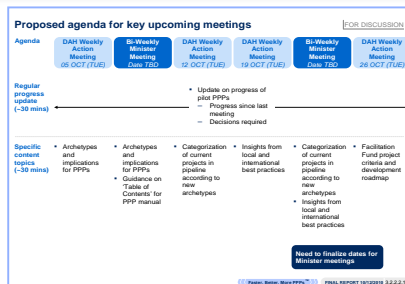 Proposed agenda for key upcoming meetings
FOR DISCUSSION
Agenda
DAH Weekly
Action
Meeting
05 OCT (TUE)
Bi-Weekly
Minister
Meeting
Date TBD
DAH Weekly
Action
Meeting
12 OCT (TUE)
DAH Weekly
Action
Meeting
19 OCT (TUE)
Bi-Weekly
Minister
Meeting
Date TBD
DAH Weekly
Action
Meeting
26 OCT (TUE)
Regular
progress
update
(~30 mins)
• Update on progress of
pilot PPPs
– Progress since last
meeting
– Decisions required
Specific
content
topics
(~30 mins)
• Archetypes
and
implications
for PPPs
• Archetypes
and
implications
for PPPs
• Guidance on
'Table of
Contents' for
PPP manual
• Categorization
of current
projects in
pipeline
according to
new
archetypes
• Insights from
local and
international
best practices
• Categorization
of current
projects in
pipeline
according to
new
archetypes
• Insights from
local and
international
best practices
• Facilitation
Fund project
criteria and
development
roadmap
Need to finalize dates for
Minister meetings
Faster, Better, More PPPs
FINAL REPORT